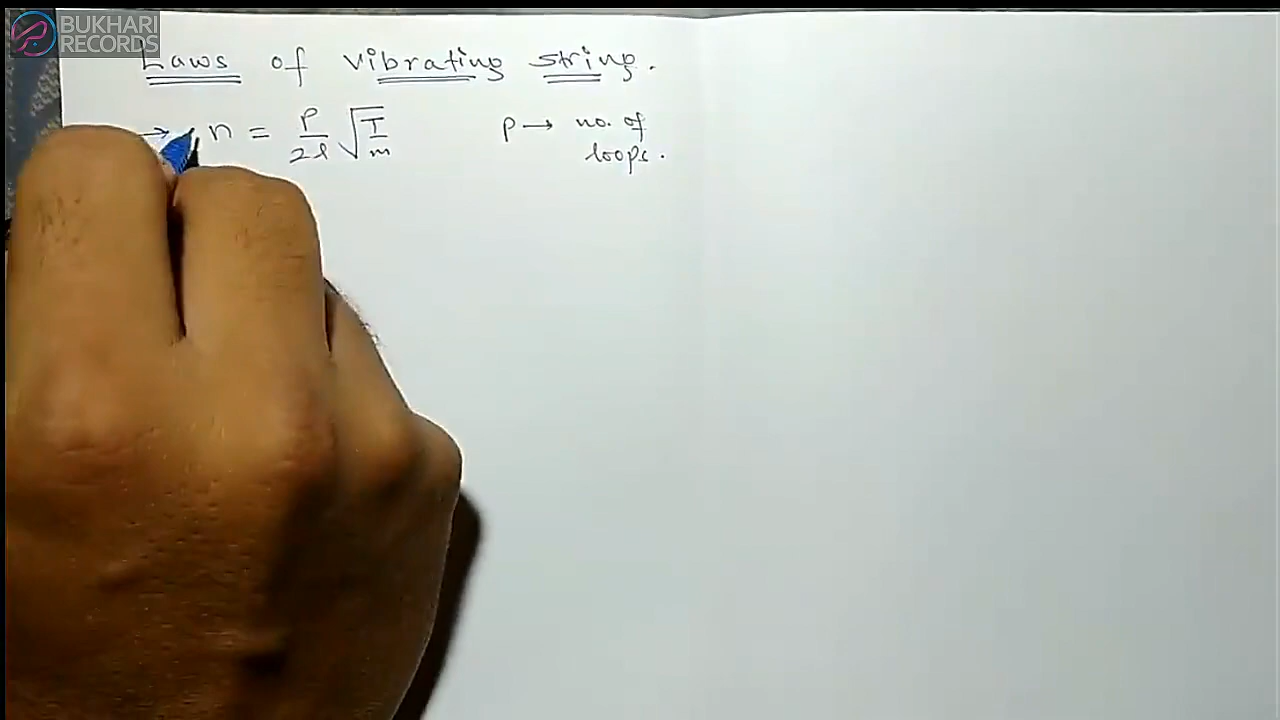 BUKHARI
RECORDS
Laws of vibrating string.
→ n = P/2l √T/m p → no. of
loops.